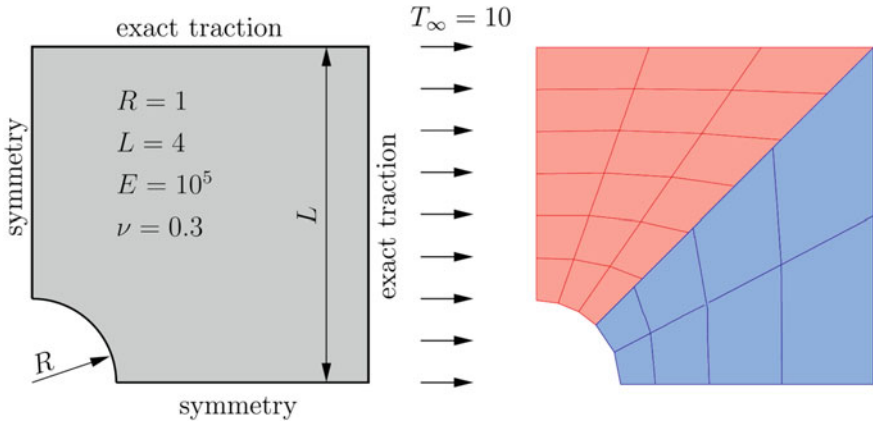 exact traction
T∞ = 10
symmetry
R = 1
L = 4
E = 10⁵
ν = 0.3
L
exact traction
R
symmetry